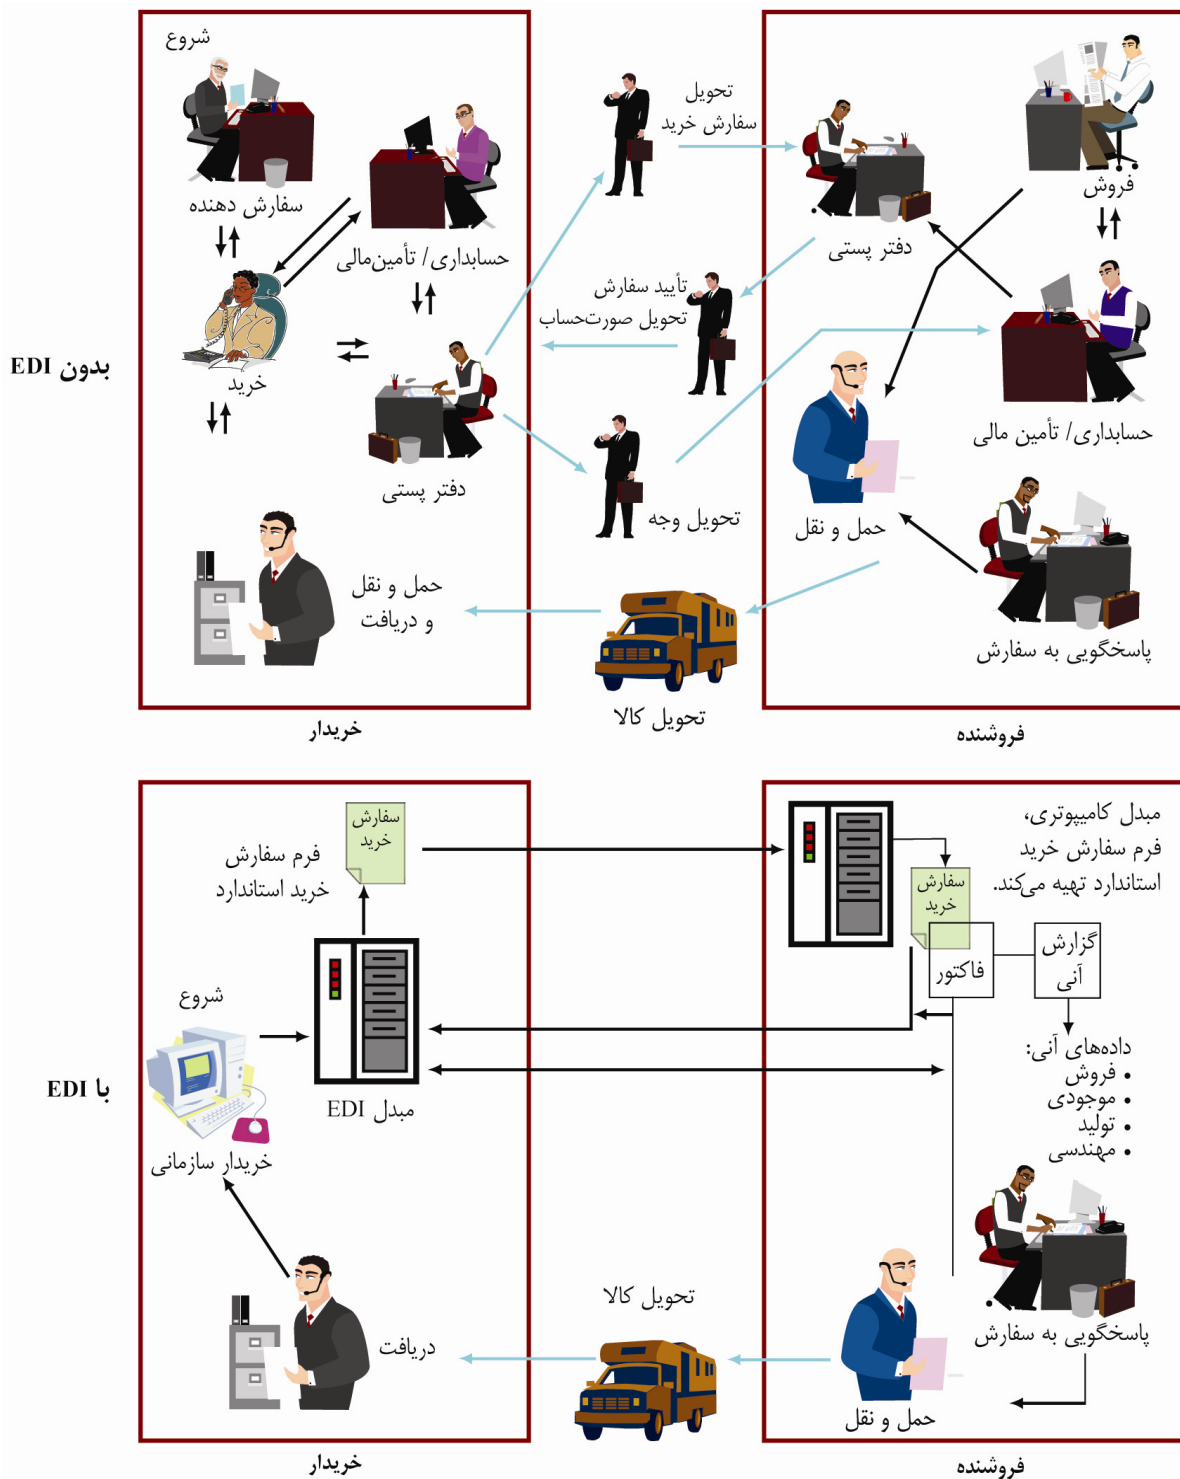 شروع
سفارش دهنده
حسابداری/ تأمین‌مالی
خرید
دفتر پستی
حمل و نقل
و دریافت
خریدار
تحویل
سفارش خرید
تأیید سفارش
تحویل صورت‌حساب
تحویل وجه
تحویل کالا
فروش
دفتر پستی
حسابداری/ تأمین مالی
حمل و نقل
پاسخگویی به سفارش
فروشنده
بدون EDI
سفارش
خرید
فرم سفارش
خرید استاندارد
شروع
مبدل EDI
خریدار سازمانی
دریافت
خریدار
تحویل کالا
مبدل کامیپوتری،
فرم سفارش خرید
استاندارد تهیه می‌کند.
سفارش
خرید
فاکتور
گزارش
آنی
داده‌های آنی:
• فروش
• موجودی
• تولید
• مهندسی
پاسخگویی به سفارش
حمل و نقل
فروشنده
با EDI